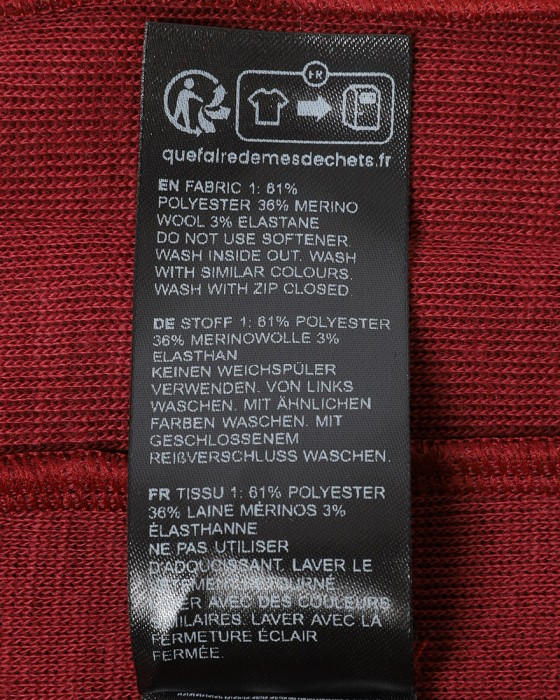 FR
quefairedemesdechets.fr
EN FABRIC 1: 61%
POLYESTER 36% MERINO
WOOL 3% ELASTANE
DO NOT USE SOFTENER.
WASH INSIDE OUT. WASH
WITH SIMILAR COLOURS.
WASH WITH ZIP CLOSED.
DE STOFF 1: 61% POLYESTER
36% MERINOWOLLE 3%
ELASTHAN
KEINEN WEICHSPÜLER
VERWENDEN. VON LINKS
WASCHEN. MIT ÄHNLICHEN
FARBEN WASCHEN. MIT
GESCHLOSSENEM
REIßVERSCHLUSS WASCHEN.
FR TISSU 1: 61% POLYESTER
36% LAINE MÉRINOS 3%
ÉLASTHANNE
NE PAS UTILISER
D'ADOUCISSANT. LAVER LE
AVEC DES COULEURS
LAVER AVEC LA
FERMETURE ÉCLAIR
FERMÉE.